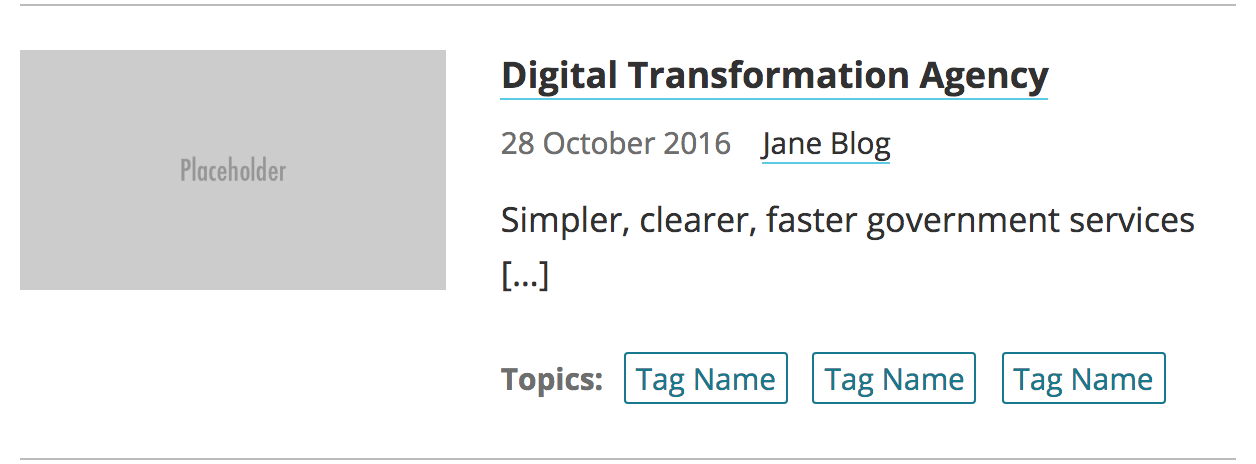 Placeholder
Digital Transformation Agency
28 October 2016 Jane Blog
Simpler, clearer, faster government services
[...]
Topics: Tag Name Tag Name Tag Name